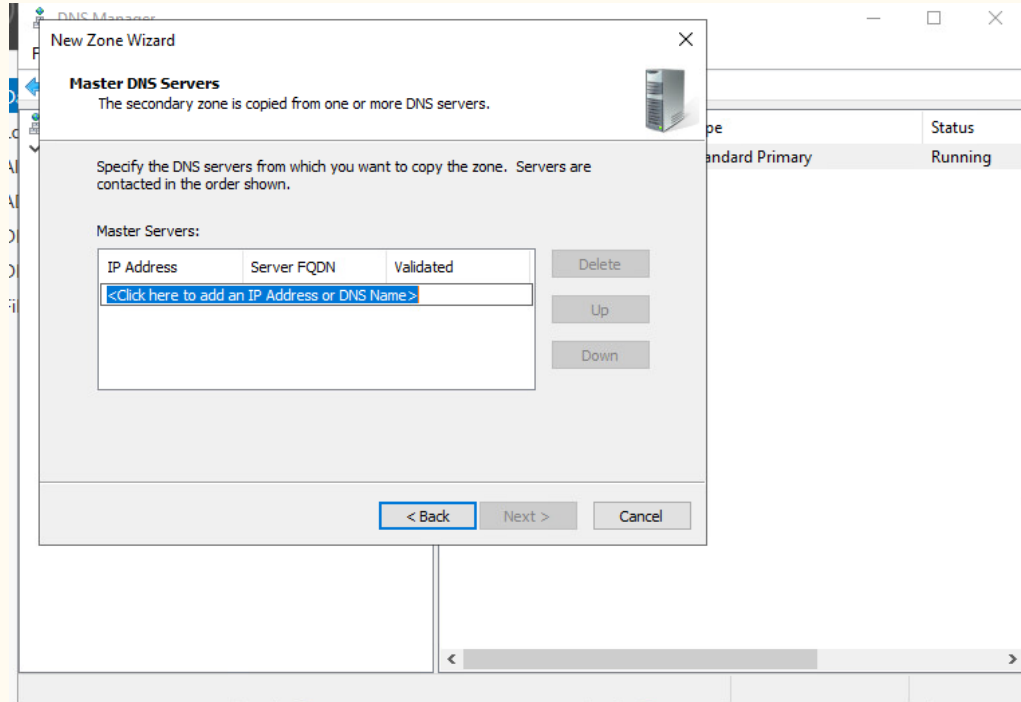 DNS Manager
New Zone Wizard
Master DNS Servers
The secondary zone is copied from one or more DNS servers.
Status
Running
Specify the DNS servers from which you want to copy the zone. Servers are
contacted in the order shown.
Master Servers:
IP Address Server FQDN Validated
<Click here to add an IP Address or DNS Name>
Delete
Up
Down
< Back Next > Cancel
Primary